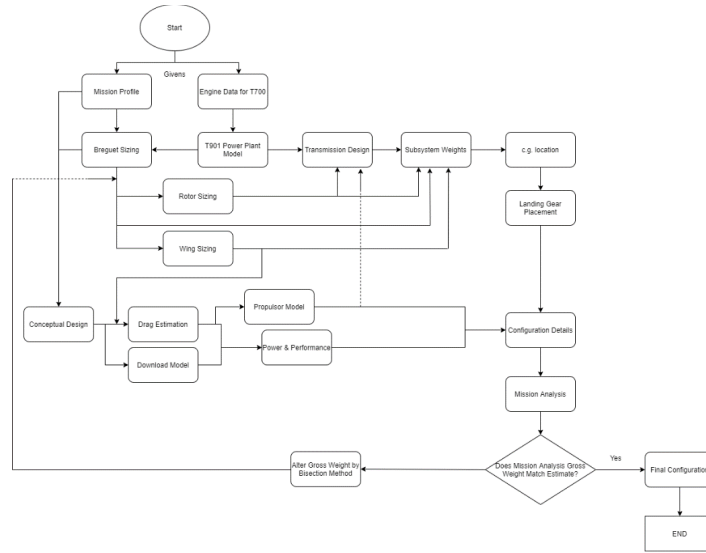 Start
Givens
Mission Profile
Engine Data for T700
Breguet Sizing
T901 Power Plant
Model
Transmission Design
Subsystem Weights
c.g. location
Rotor Sizing
Landing Gear
Placement
Wing Sizing
Propulsor Model
Conceptual Design
Drag Estimation
Configuration Details
Power & Performance
Download Model
Mission Analysis
Alter Gross Weight by
Bisection Method
Does Mission Analysis Gross
Weight Match Estimate?
Yes
Final Configuration
END